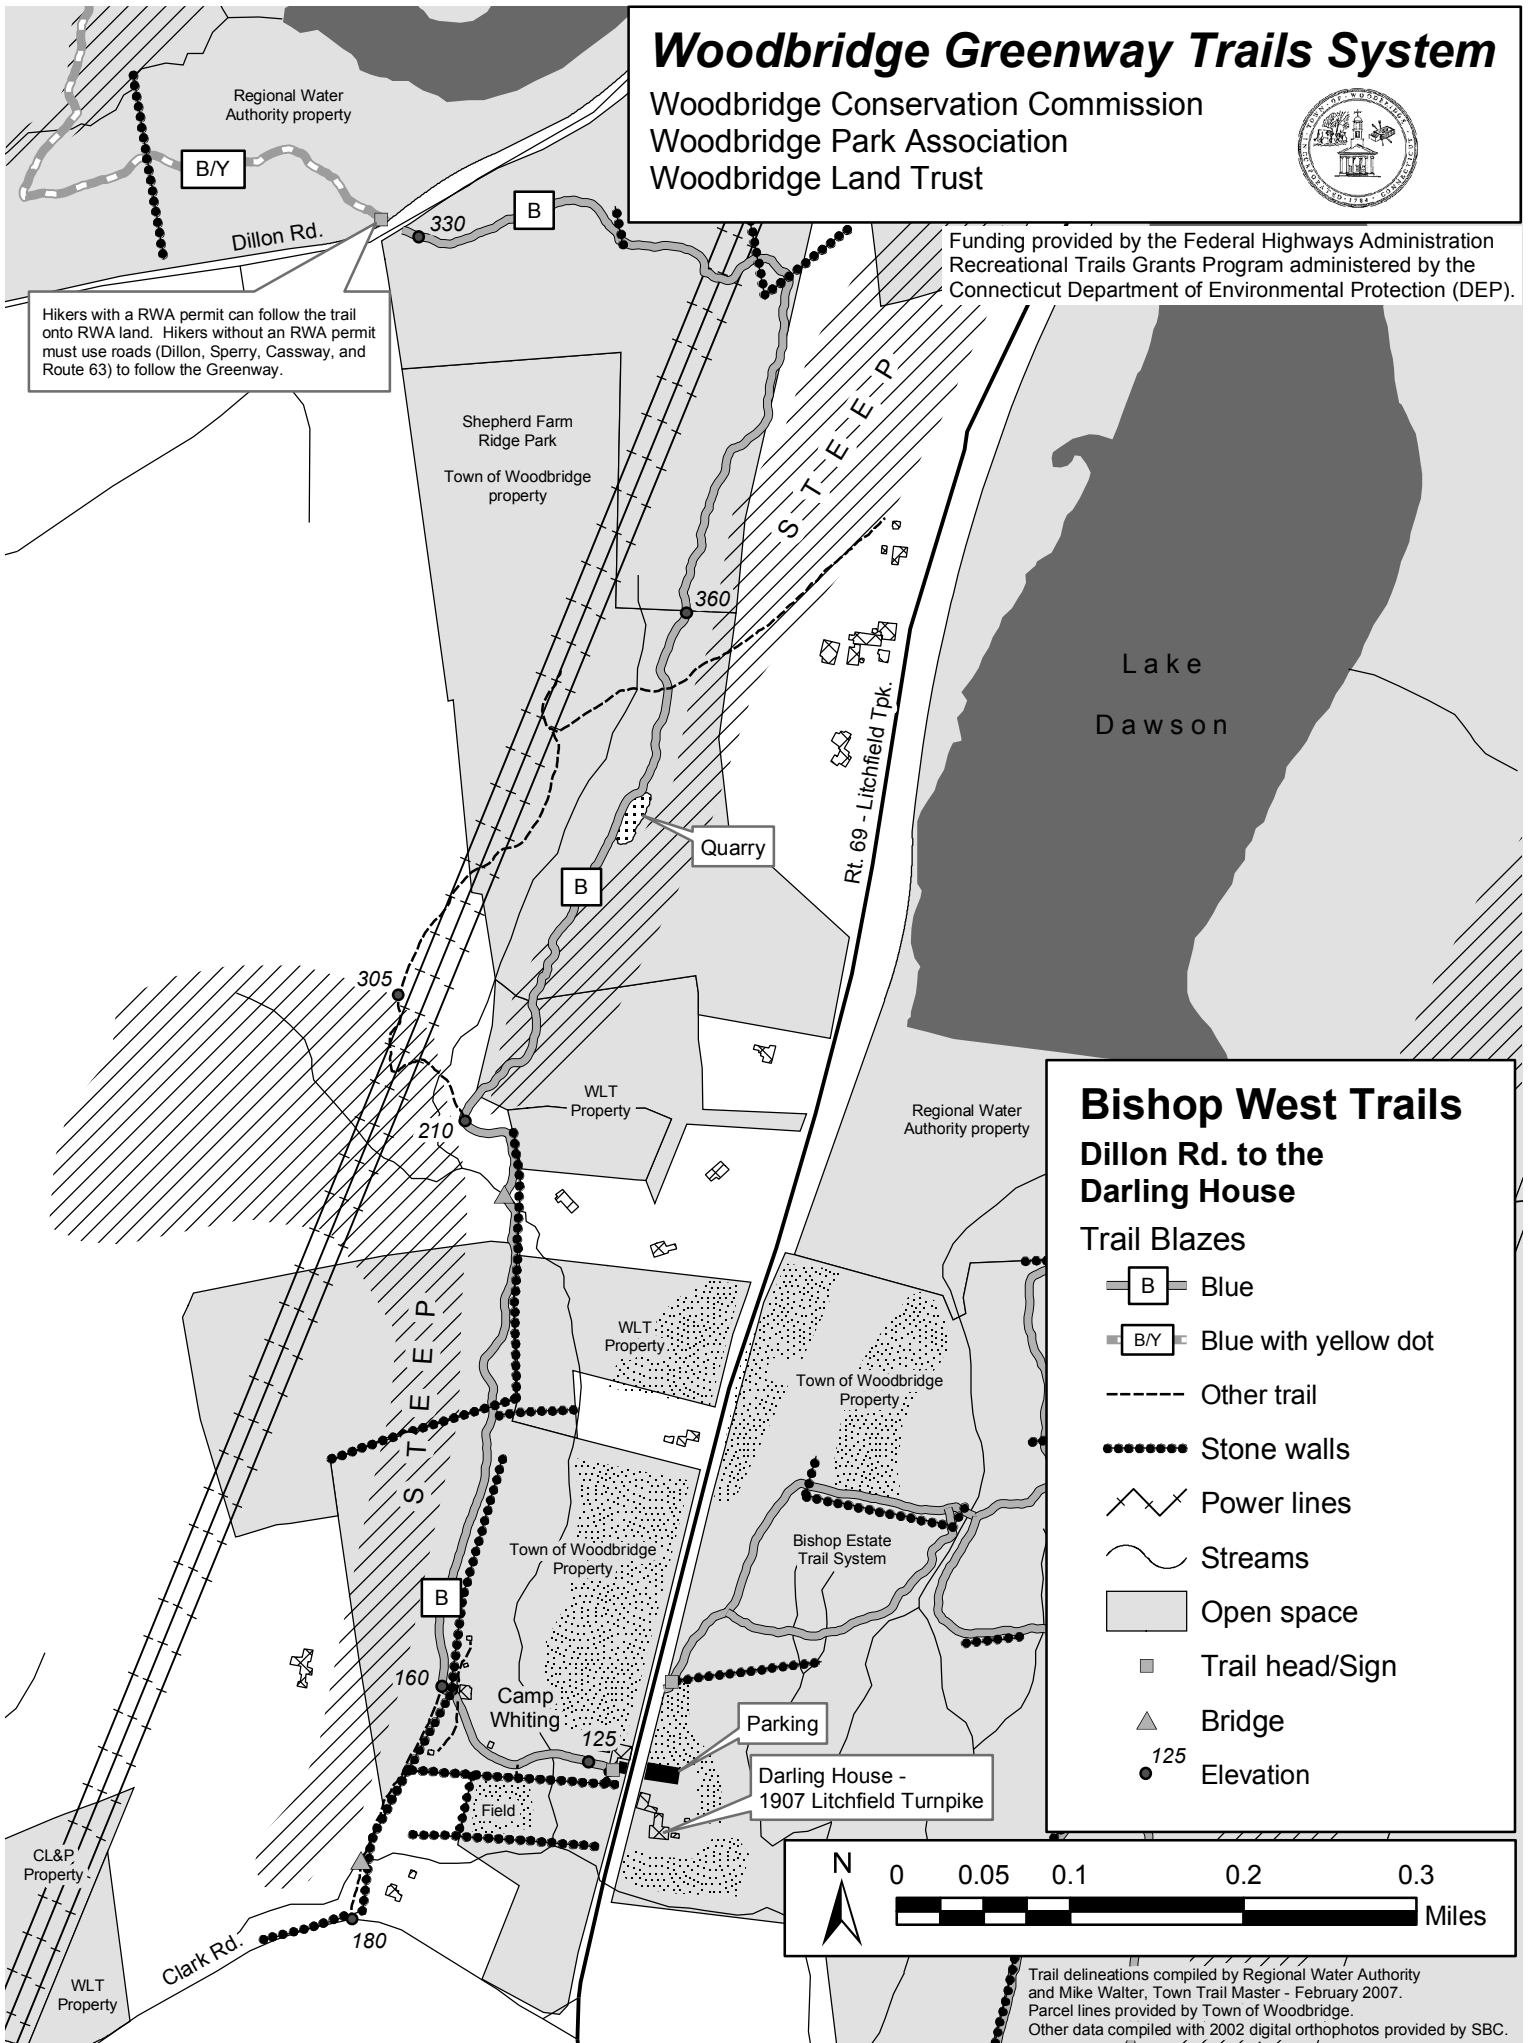 Woodbridge Greenway Trails System
Woodbridge Conservation Commission
Woodbridge Park Association
Woodbridge Land Trust
Funding provided by the Federal Highways Administration
Recreational Trails Grants Program administered by the
Connecticut Department of Environmental Protection (DEP).
Regional Water
Authority property
B/Y
B
330
Dillon Rd.
Hikers with a RWA permit can follow the trail
onto RWA land. Hikers without an RWA permit
must use roads (Dillon, Sperry, Cassway, and
Route 63) to follow the Greenway.
STEEP
Shepherd Farm
Ridge Park
Town of Woodbridge
property
360
Lake
Dawson
Rt. 69 - Litchfield Tpk.
Quarry
B
305
WLT
Property
210
Regional Water
Authority property
STEEP
WLT
Property
Town of Woodbridge
Property
Town of Woodbridge
Property
Bishop Estate
Trail System
B
160
Camp
Whiting
125
Parking
Darling House -
1907 Litchfield Turnpike
Field
CL&P
Property
180
Clark Rd.
WLT
Property
Bishop West Trails
Dillon Rd. to the
Darling House
Trail Blazes
B Blue
B/Y Blue with yellow dot
Other trail
Stone walls
Power lines
Streams
Open space
Trail head/Sign
Bridge
125 Elevation
N
0 0.05 0.1 0.2 0.3
Miles
Trail delineations compiled by Regional Water Authority
and Mike Walter, Town Trail Master - February 2007.
Parcel lines provided by Town of Woodbridge.
Other data compiled with 2002 digital orthophotos provided by SBC.